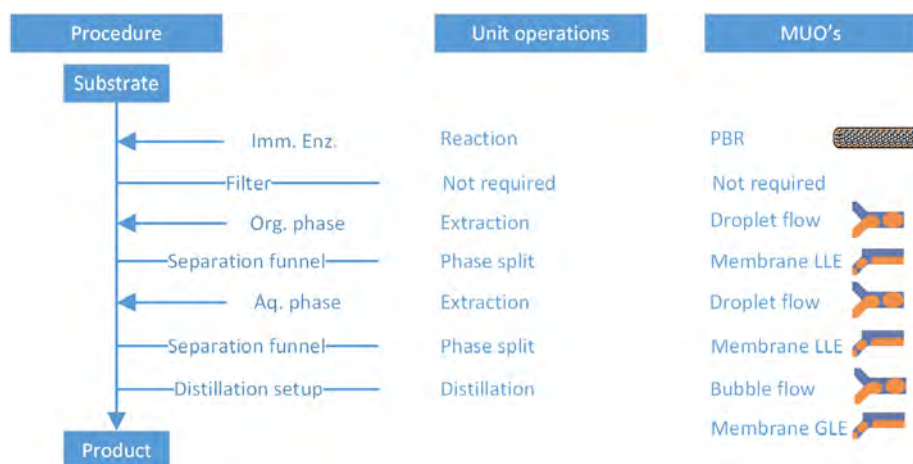 Procedure Unit operations MUO's
Substrate
Imm. Enz. Reaction PBR
Filter Not required Not required
Org. phase Extraction Droplet flow
Separation funnel Phase split Membrane LLE
Aq. phase Extraction Droplet flow
Separation funnel Phase split Membrane LLE
Distillation setup Distillation Bubble flow
Membrane GLE
Product